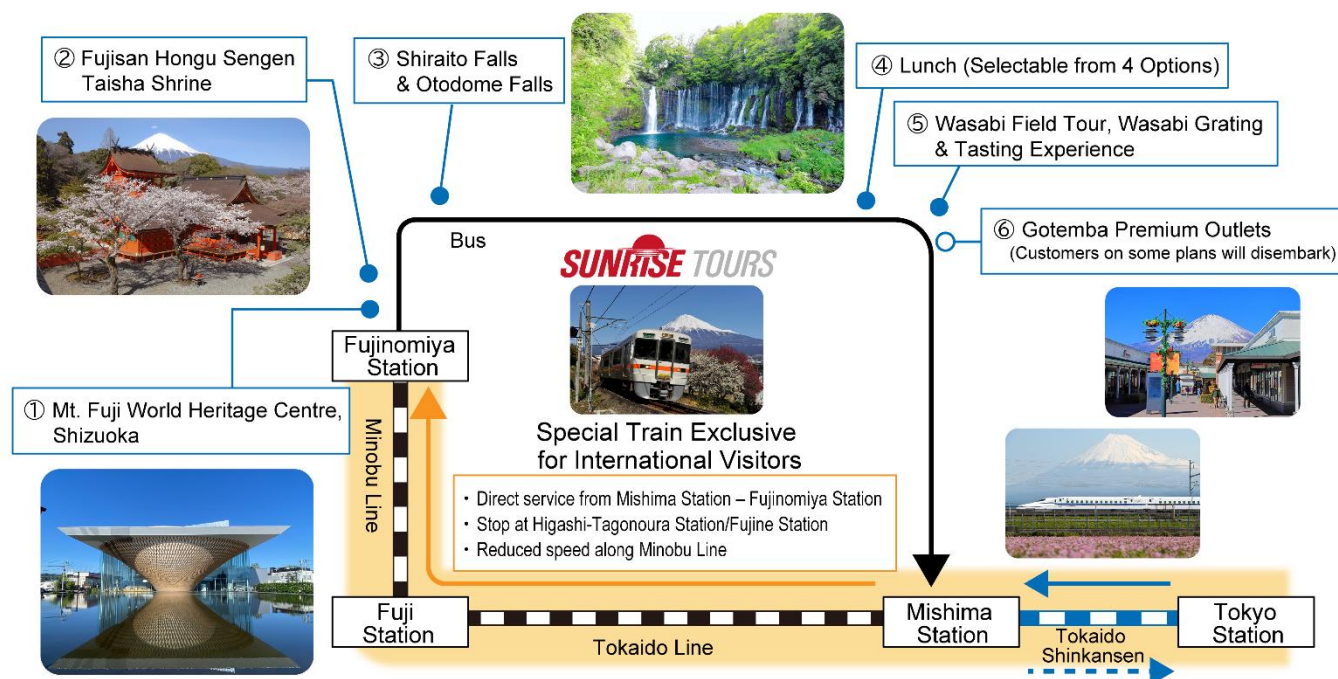 ② Fujisan Hongu Sengen
Taisha Shrine
③ Shiraito Falls
& Otodome Falls
④ Lunch (Selectable from 4 Options)
⑤ Wasabi Field Tour, Wasabi Grating
& Tasting Experience
⑥ Gotemba Premium Outlets
(Customers on some plans will disembark)
Bus
SUNRISE TOURS
Fujinomiya
Station
① Mt. Fuji World Heritage Centre,
Shizuoka
Minobu Line
Special Train Exclusive
for International Visitors
・Direct service from Mishima Station – Fujinomiya Station
・Stop at Higashi-Tagonoura Station/Fujine Station
・Reduced speed along Minobu Line
Fuji
Station
Tokaido Line
Mishima
Station
Tokaido
Shinkansen
Tokyo
Station